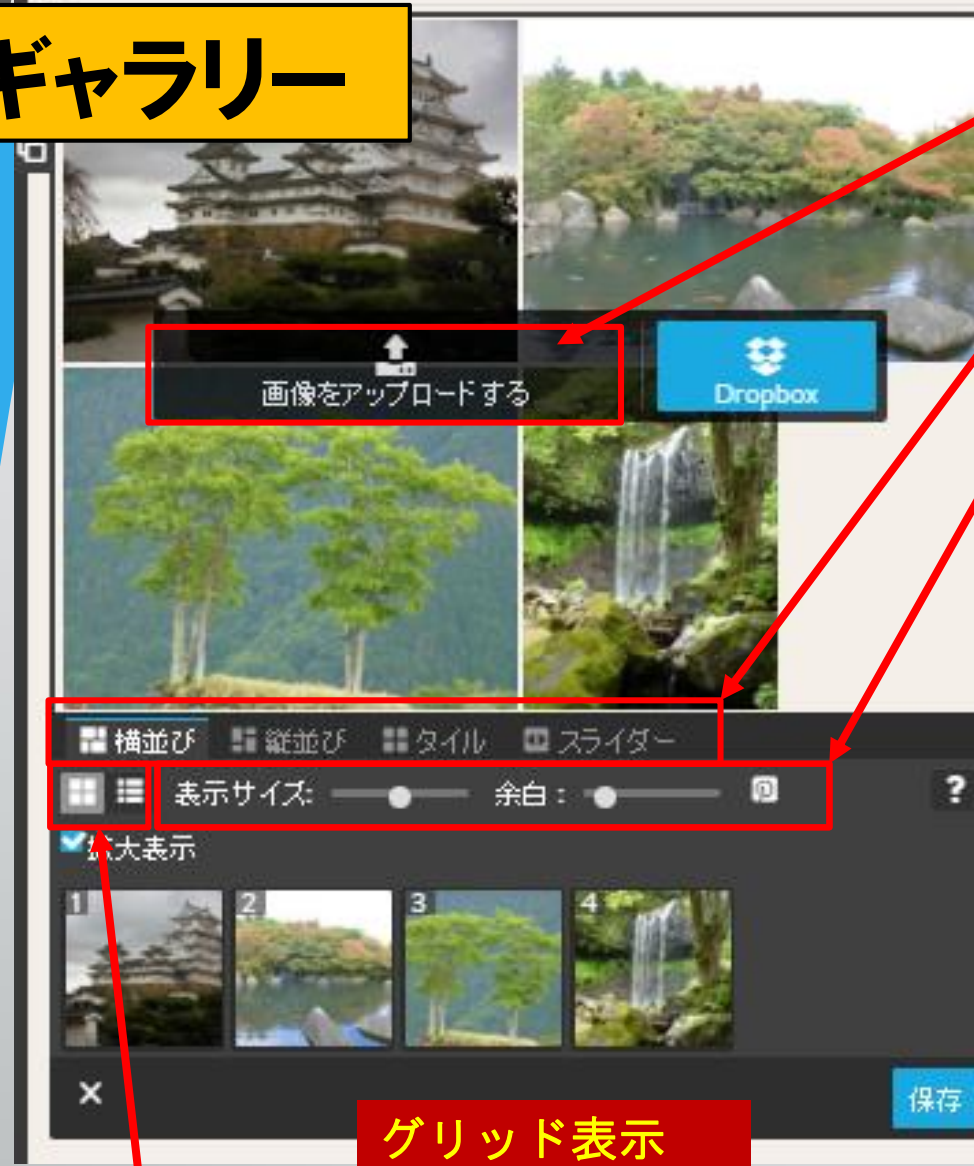 ギャラリー
画像をアップロードする
Dropbox
横並び 縦並び タイル スライダー
表示サイズ: 余白: ?
拡大表示
1 2 3 4
× 保存
グリッド表示